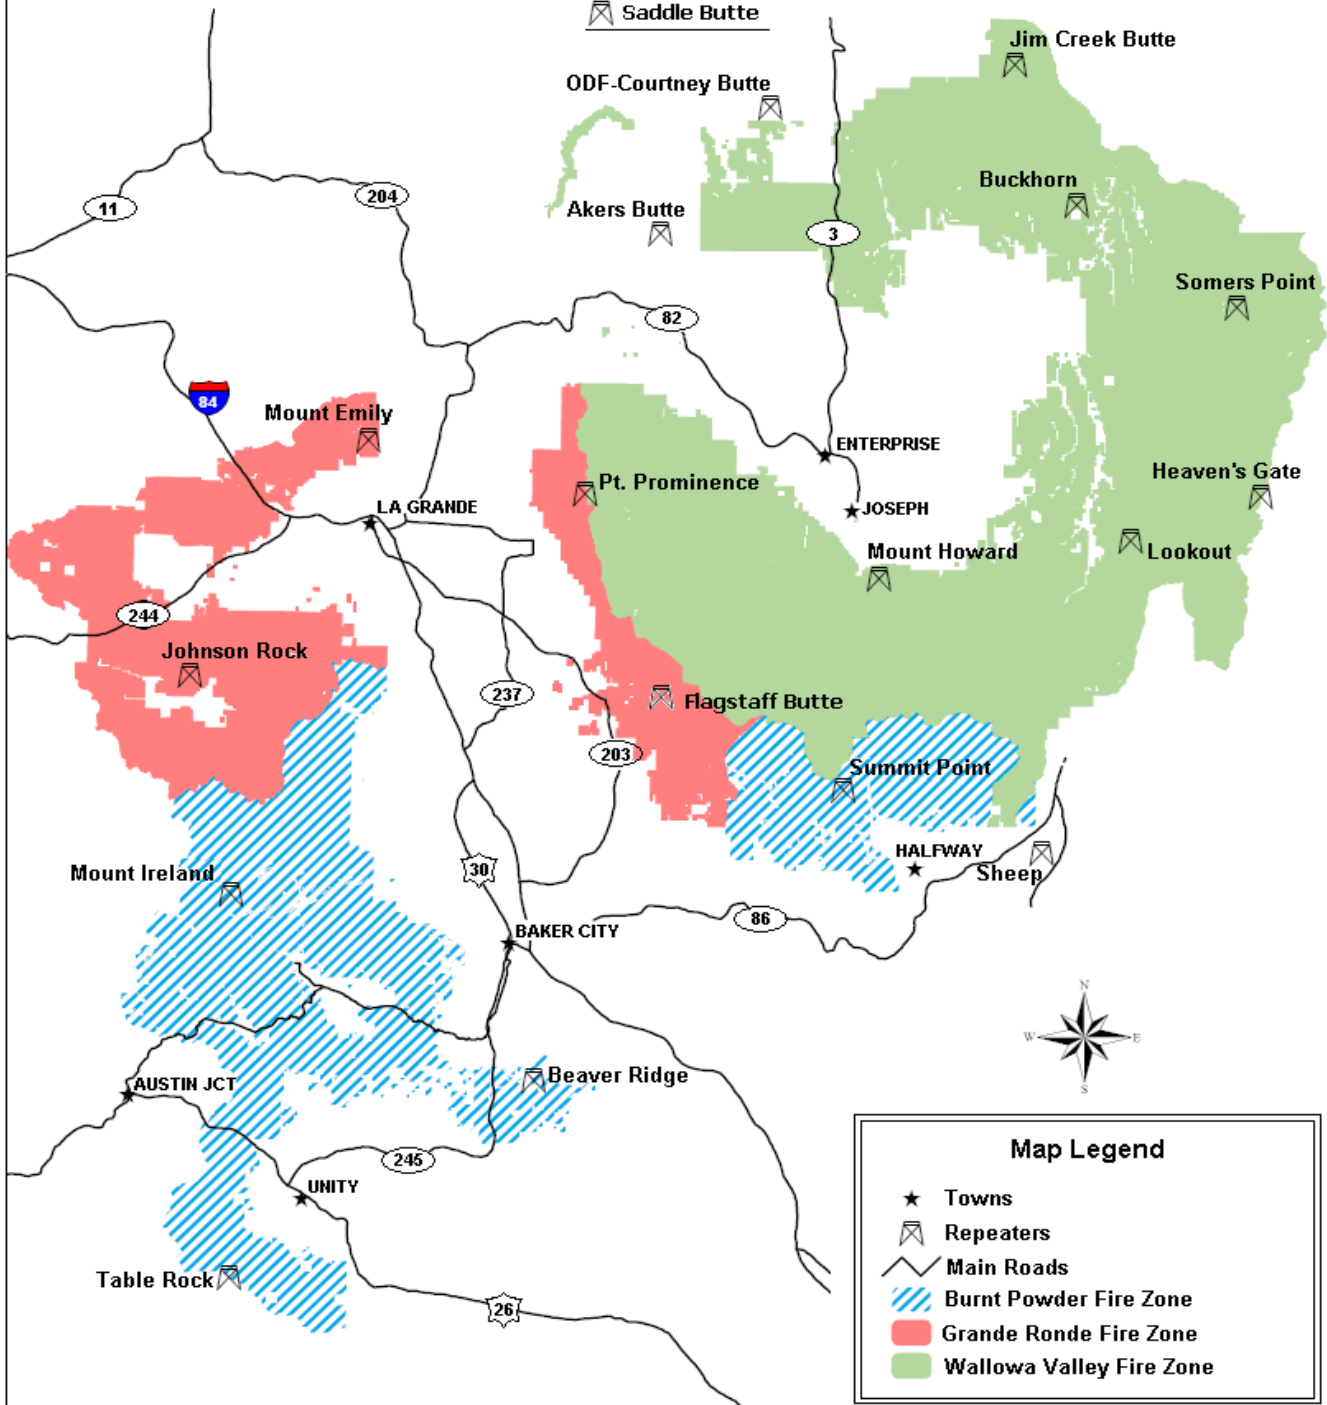 Saddle Butte
Jim Creek Butte
ODF-Courtney Butte
Buckhorn
204
11
Akers Butte
3
Somers Point
82
84
Mount Emily
ENTERPRISE
Heaven's Gate
Pt. Prominence
LA GRANDE
JOSEPH
Mount Howard
Lookout
244
Johnson Rock
237
Flagstaff Butte
203
Summit Point
HALFWAY
30
Mount Ireland
Sheep
86
BAKER CITY
N
W
E
S
Beaver Ridge
AUSTIN JCT
245
UNITY
Table Rock
26
Map Legend
Towns
Repeaters
Main Roads
Burnt Powder Fire Zone
Grande Ronde Fire Zone
Wallowa Valley Fire Zone